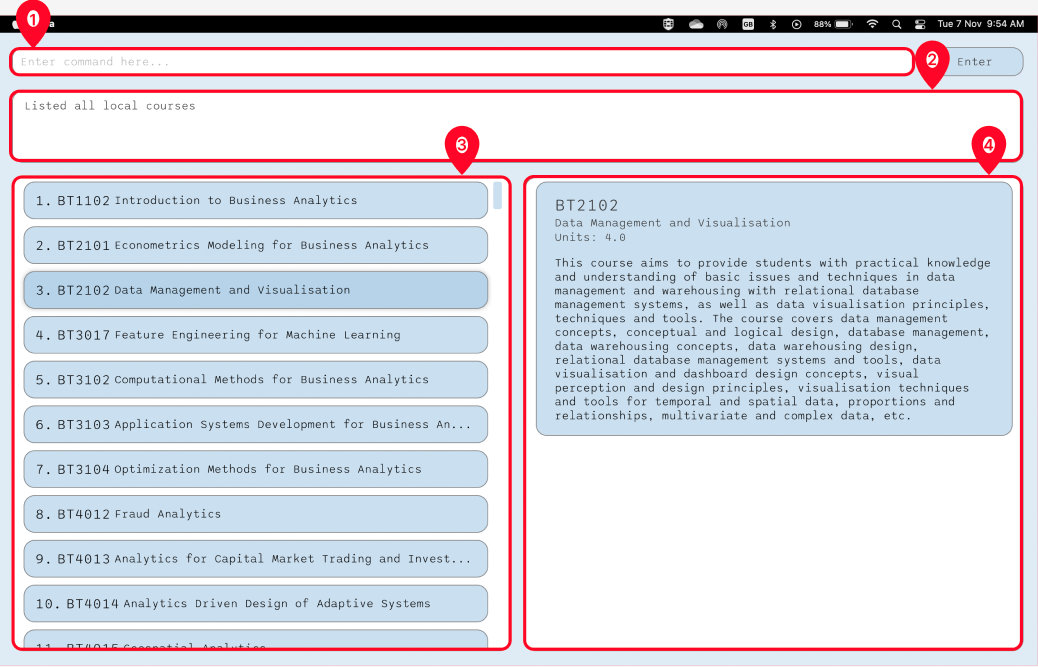 1
a
GB
88%
Tue 7 Nov 9:54 AM
Enter command here...
2
Enter
Listed all local courses
3
4
1. BT1102 Introduction to Business Analytics
2. BT2101 Econometrics Modeling for Business Analytics
3. BT2102 Data Management and Visualisation
4. BT3017 Feature Engineering for Machine Learning
5. BT3102 Computational Methods for Business Analytics
6. BT3103 Application Systems Development for Business An...
7. BT3104 Optimization Methods for Business Analytics
8. BT4012 Fraud Analytics
9. BT4013 Analytics for Capital Market Trading and Invest...
10. BT4014 Analytics Driven Design of Adaptive Systems
11. BT4015 Geospatial Analytics
BT2102
Data Management and Visualisation
Units: 4.0
This course aims to provide students with practical knowledge
and understanding of basic issues and techniques in data
management and warehousing with relational database
management systems, as well as data visualisation principles,
techniques and tools. The course covers data management
concepts, conceptual and logical design, database management,
data warehousing concepts, data warehousing design,
relational database management systems and tools, data
visualisation and dashboard design concepts, visual
perception and design principles, visualisation techniques
and tools for temporal and spatial data, proportions and
relationships, multivariate and complex data, etc.